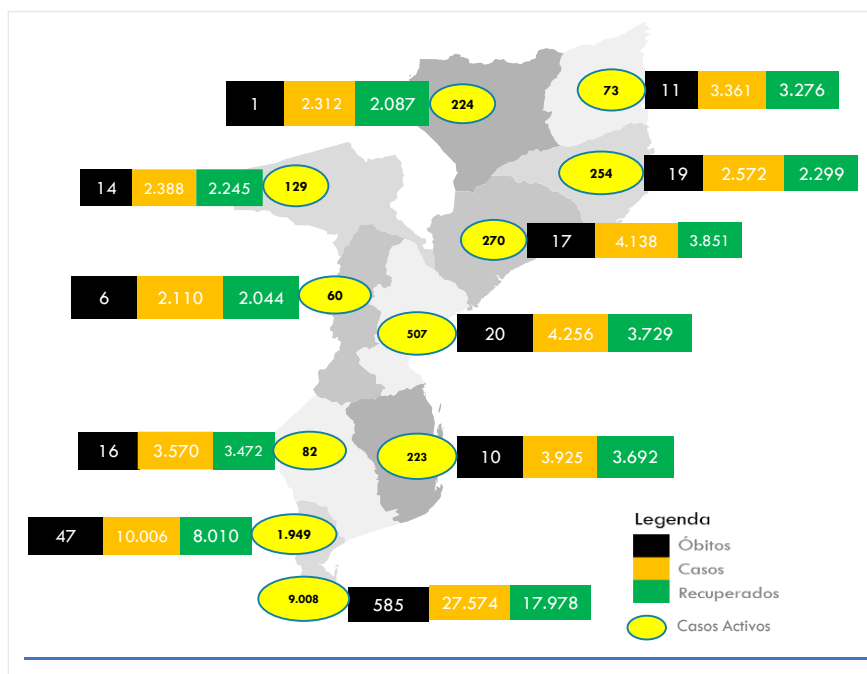 1 2.312 2.087 224
73 11 3.361 3.276
14 2.388 2.245 129
254 19 2.572 2.299
270 17 4.138 3.851
6 2.110 2.044 60
507 20 4.256 3.729
16 3.570 3.472 82
223 10 3.925 3.692
47 10.006 8.010 1.949
9.008 585 27.574 17.978
Legenda
Óbitos
Casos
Recuperados
Casos Activos